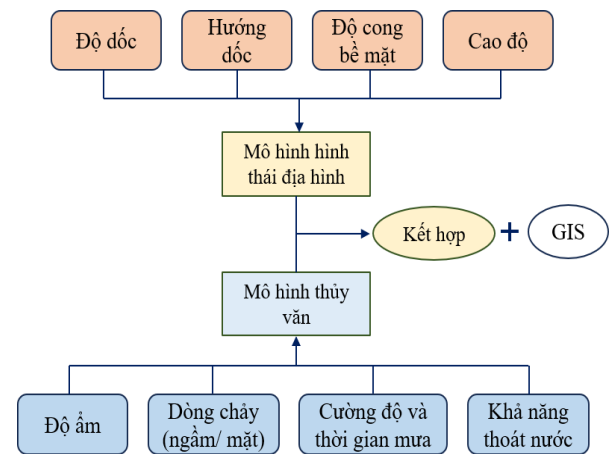 Độ dốc
Hướng
dốc
Độ cong
bề mặt
Cao độ
Mô hình hình
thái địa hình
Kết hợp
+
GIS
Mô hình thủy
văn
Độ ẩm
Dòng chảy
(ngầm/ mặt)
Cường độ và
thời gian mưa
Khả năng
thoát nước